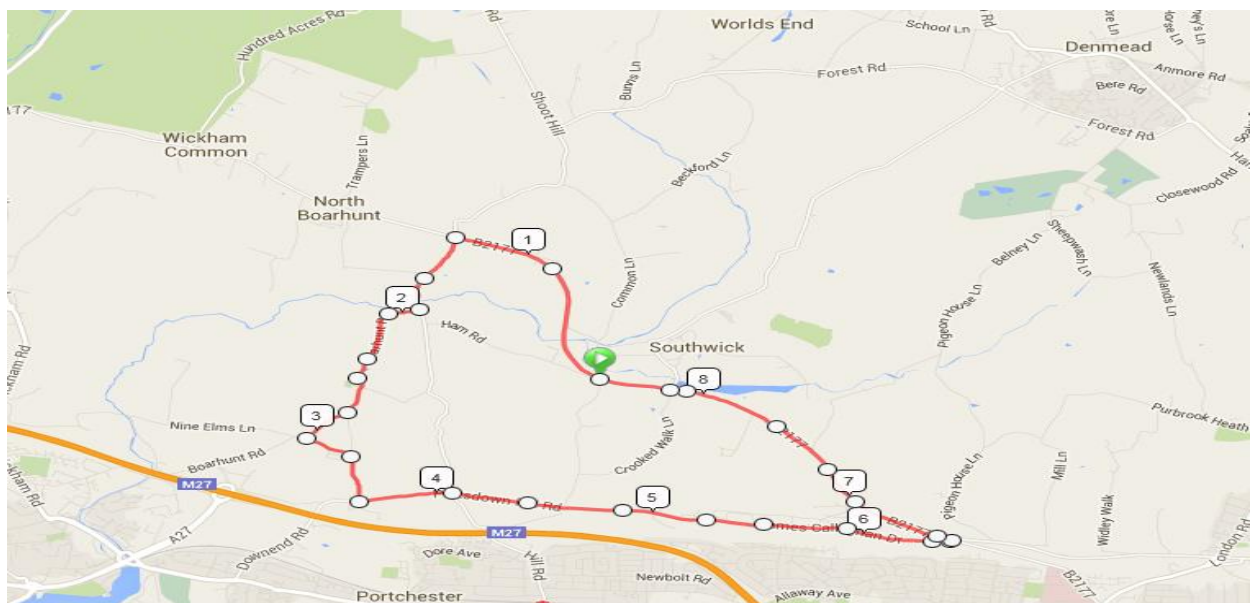 Worlds End
School Ln
Denmead
Hundred Acres Rd
Bunns Ln
Forest Rd
Anmore Rd
Bere Rd
Shoot Hill
Wickham
Common
Forest Rd
Trampers Ln
Beckford Ln
Closewood Rd
North
Boarhunt
1
B2177
Sheepwash Ln
Belney Ln
Common Ln
Newlands Ln
2
Ham Rd
Pigeon House Ln
Southwick
8
3
Nine Elms Ln
Crooked Walk Ln
Purbrook Heath
Boarhunt Rd
M27
4
7
Pigeon House Ln
Mill Ln
5
6
B2177
Widley Walk
A27
M27
Downend Rd
Dore Ave
Hill Rd
London Rd
Newbolt Rd
B2177
Portchester
Allaway Ave